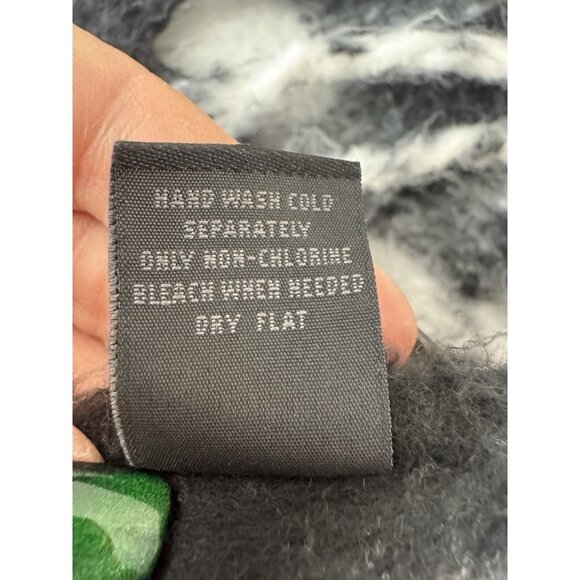 HAND WASH COLD
SEPARATELY
ONLY NON-CHLORINE
BLEACH WHEN NEEDED
DRY FLAT